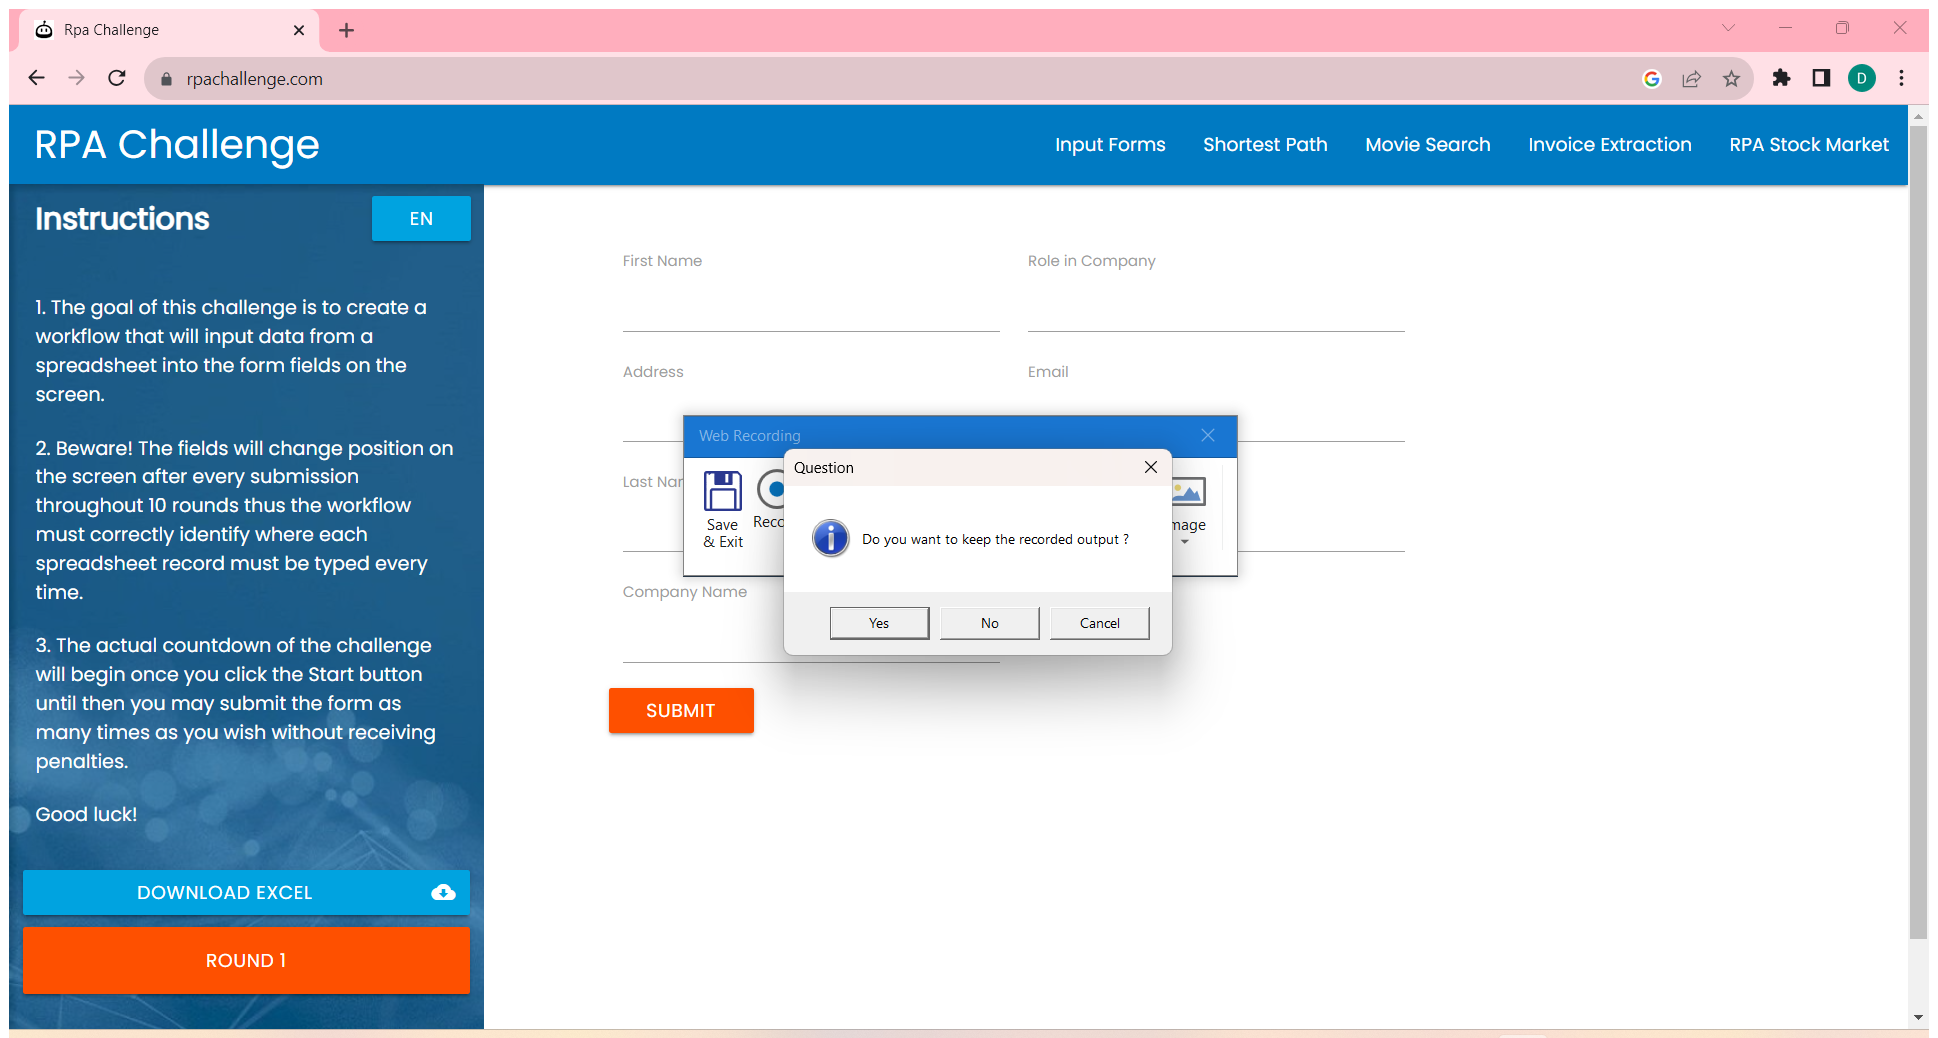 Rpa Challenge
rpachallenge.com
D
RPA Challenge
Input Forms
Shortest Path
Movie Search
Invoice Extraction
RPA Stock Market
Instructions
EN
1. The goal of this challenge is to create a
workflow that will input data from a
spreadsheet into the form fields on the
screen.
2. Beware! The fields will change position on
the screen after every submission
throughout 10 rounds thus the workflow
must correctly identify where each
spreadsheet record must be typed every
time.
3. The actual countdown of the challenge
will begin once you click the Start button
until then you may submit the form as
many times as you wish without receiving
penalties.
Good luck!
DOWNLOAD EXCEL
ROUND 1
First Name
Role in Company
Address
Email
Last Nar
Company Name
SUBMIT
Web Recording
Save
& Exit
Reco
mage
Question
Do you want to keep the recorded output ?
Yes
No
Cancel